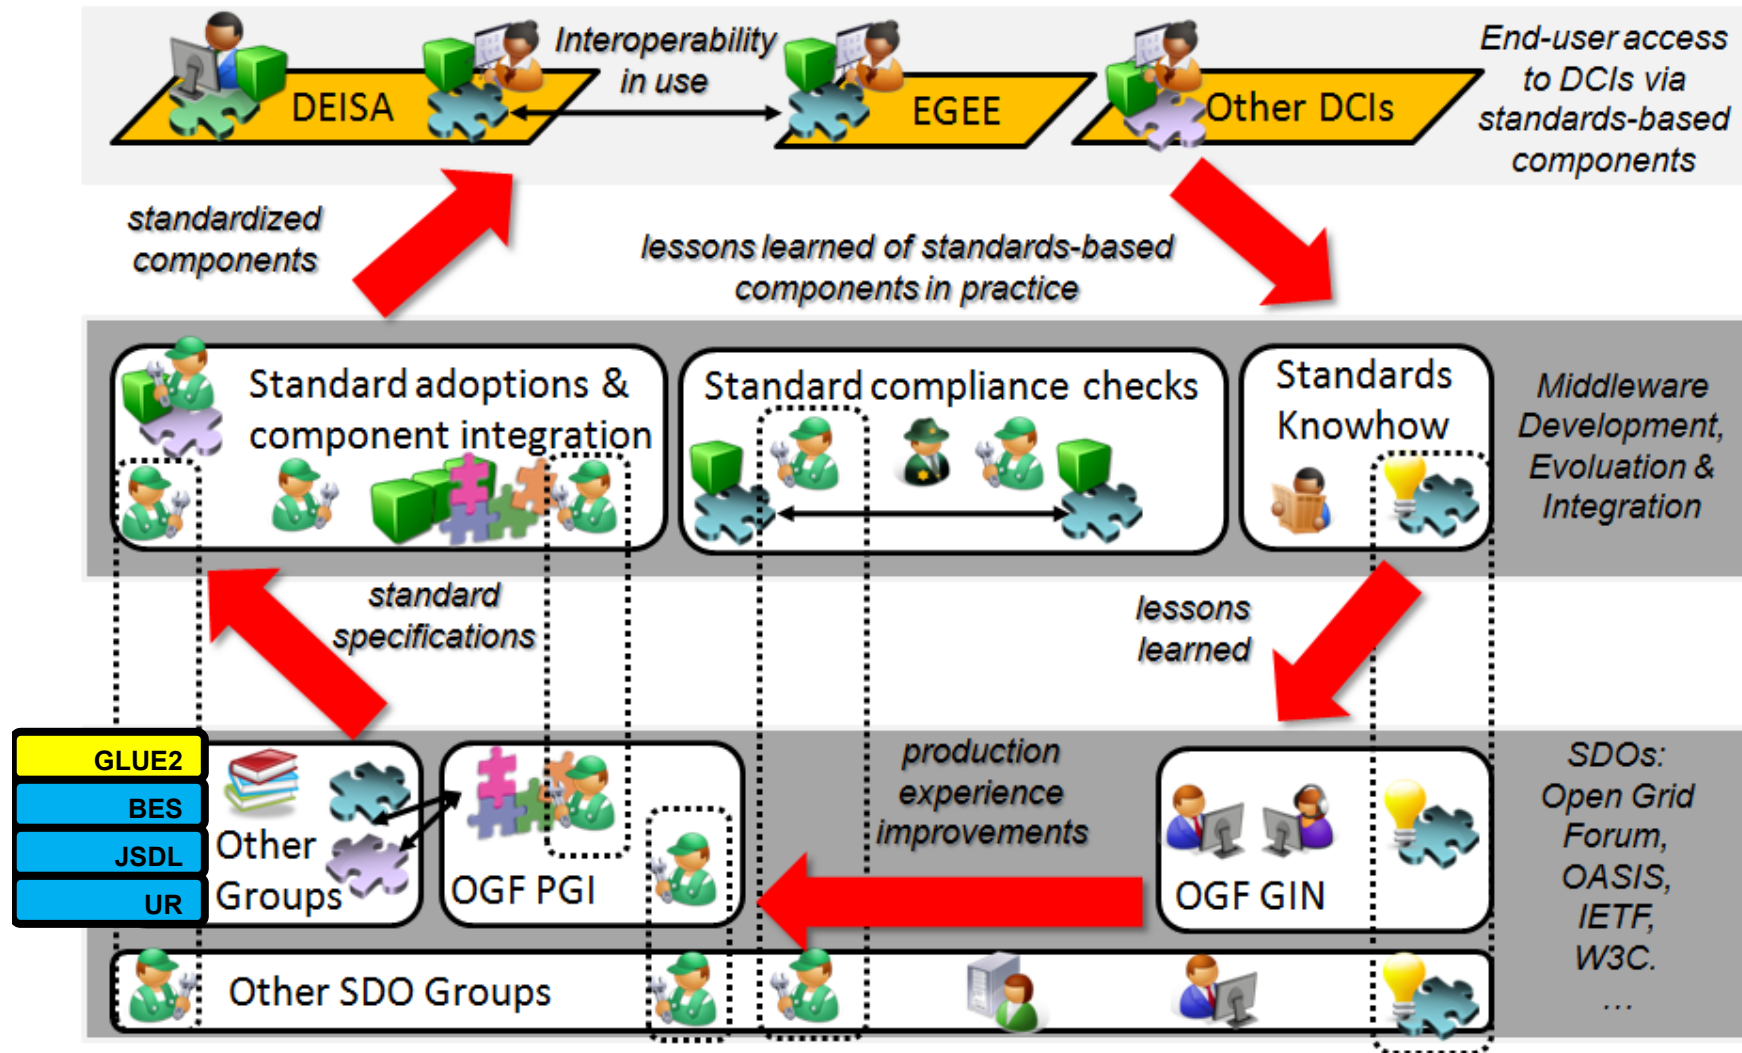 DEISA
Interoperability
in use
EGEE
Other DCIs
End-user access
to DCIs via
standards-based
components
standardized
components
lessons learned of standards-based
components in practice
Standard adoptions &
component integration
Standard compliance checks
Standards
Knowhow
Middleware
Development,
Evoluation &
Integration
standard
specifications
lessons
learned
GLUE2
BES
JSDL
UR
Other
Groups
OGF PGI
production
experience
improvements
OGF GIN
SDOs:
Open Grid
Forum,
OASIS,
IETF,
W3C.
…
Other SDO Groups